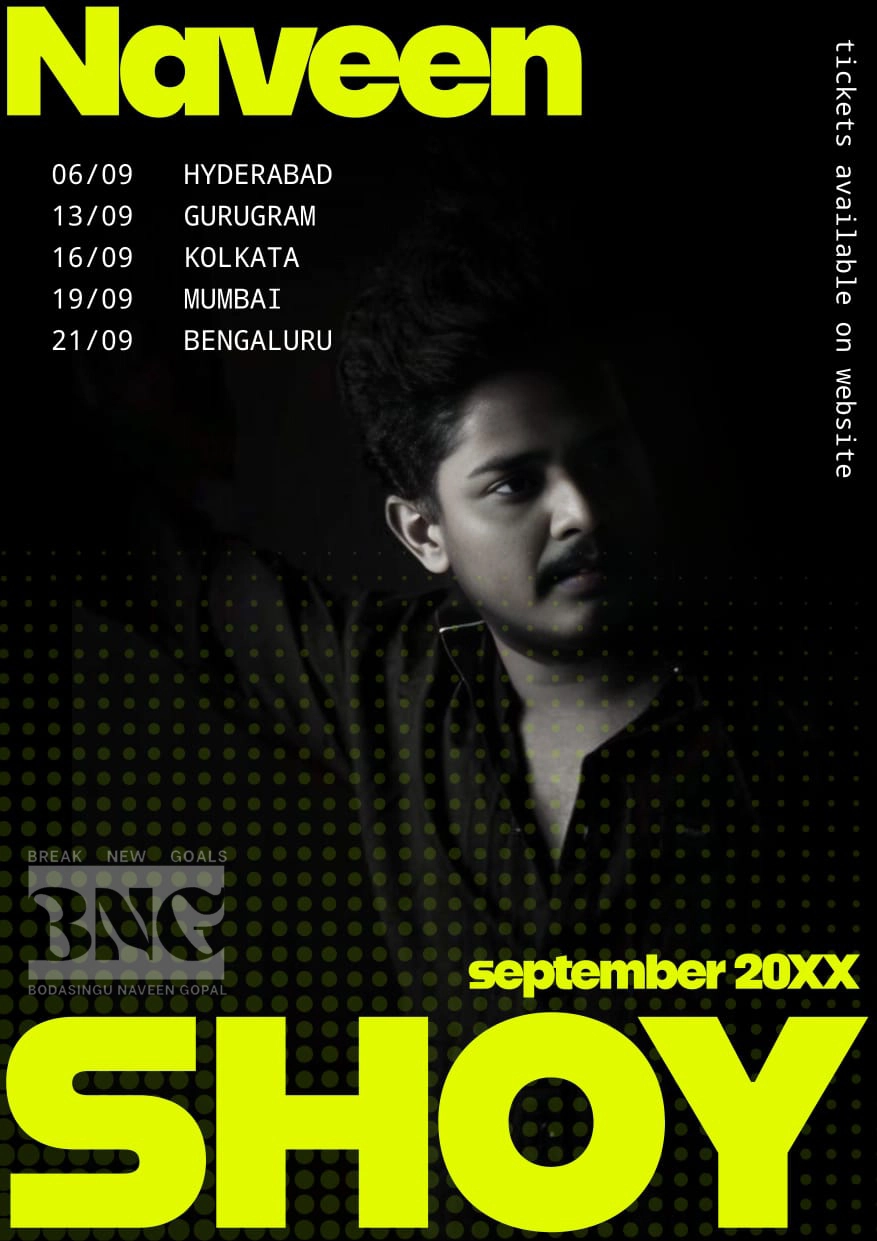 Naveen
tickets available on website
06/09 HYDERABAD
13/09 GURUGRAM
16/09 KOLKATA
19/09 MUMBAI
21/09 BENGALURU
BREAK NEW GOALS
BNG
BODASINGU NAVEEN GOPAL
september 20XX
SHOY